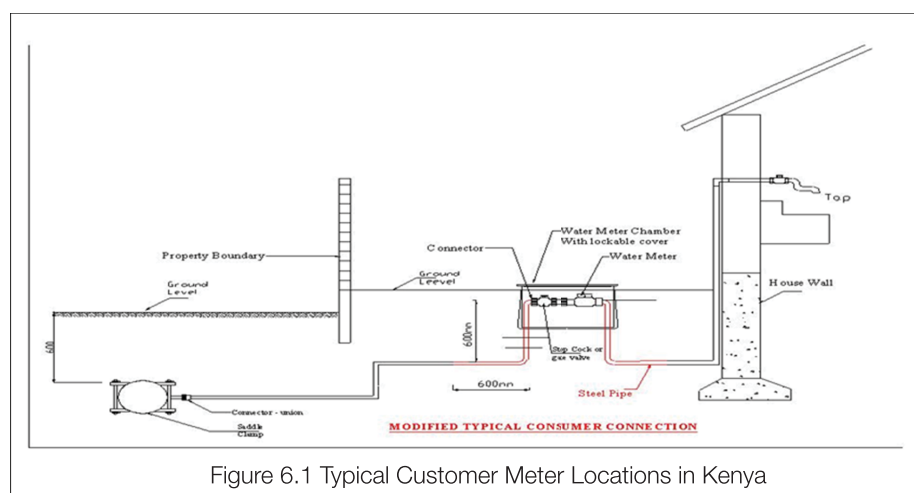 Tap
Water Meter Chamber
With lockable cover
Connector
Water Meter
Property Boundary
Ground
Leevel
Ground
Level
House Wall
600
600mm
Stop Cock or
gue valve
600mm
Steel Pipe
Connector - union
Saddle
Clamp
MODIFIED TYPICAL CONSUMER CONNECTION
Figure 6.1 Typical Customer Meter Locations in Kenya